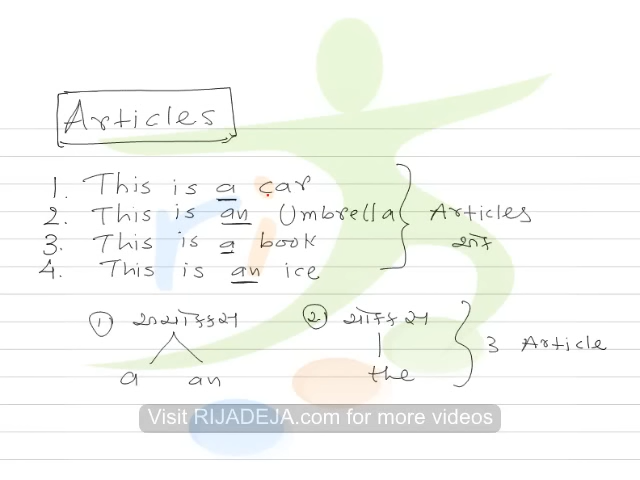 Articles
1. This is a car
2. This is an Umbrella
3. This is a book
4. This is an ice
Articles
① ②
a an
the
3 Article
Visit RIJADEJA.com for more videos